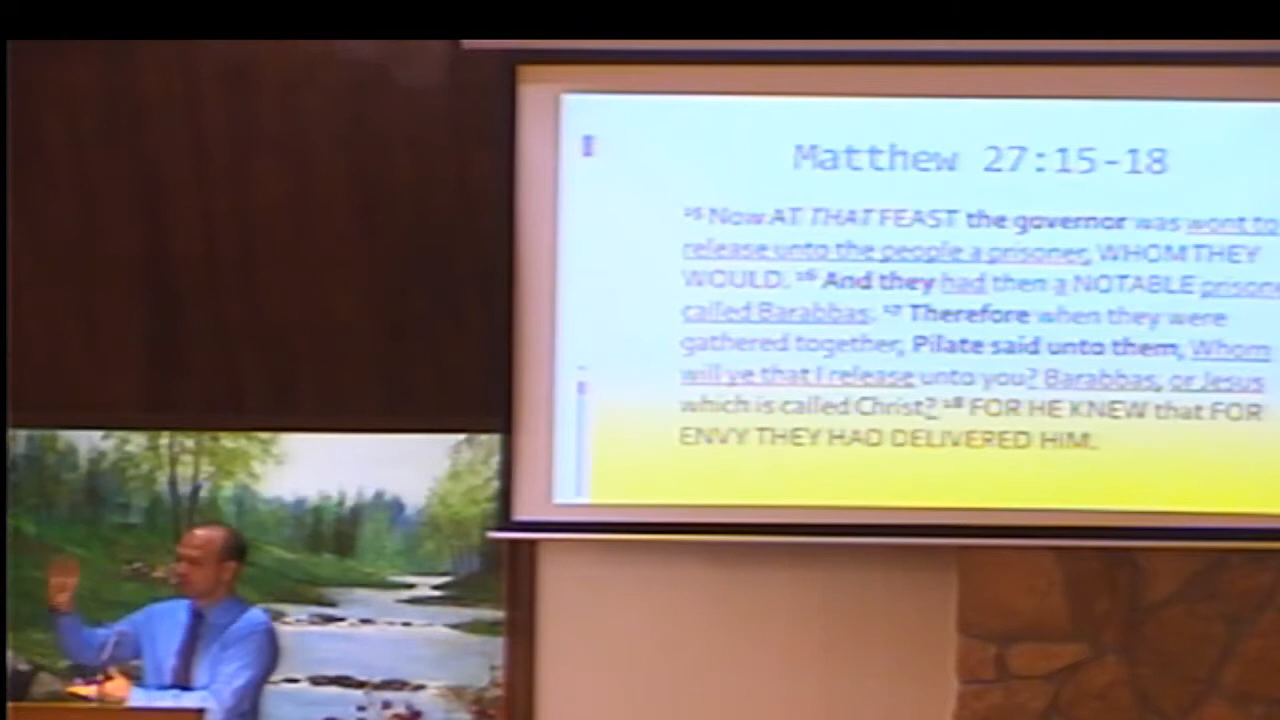 Matthew 27:15-18
15 Now AT THAT FEAST the governor was wont to
release unto the people a prisoner, WHOM THEY
WOULD. 16 And they had then a NOTABLE prison
called Barabbas. 17 Therefore when they were
gathered together, Pilate said unto them, Whom
will ye that I release unto you? Barabbas, or Jesus
which is called Christ? 18 FOR HE KNEW that FOR
ENVY THEY HAD DELIVERED HIM.